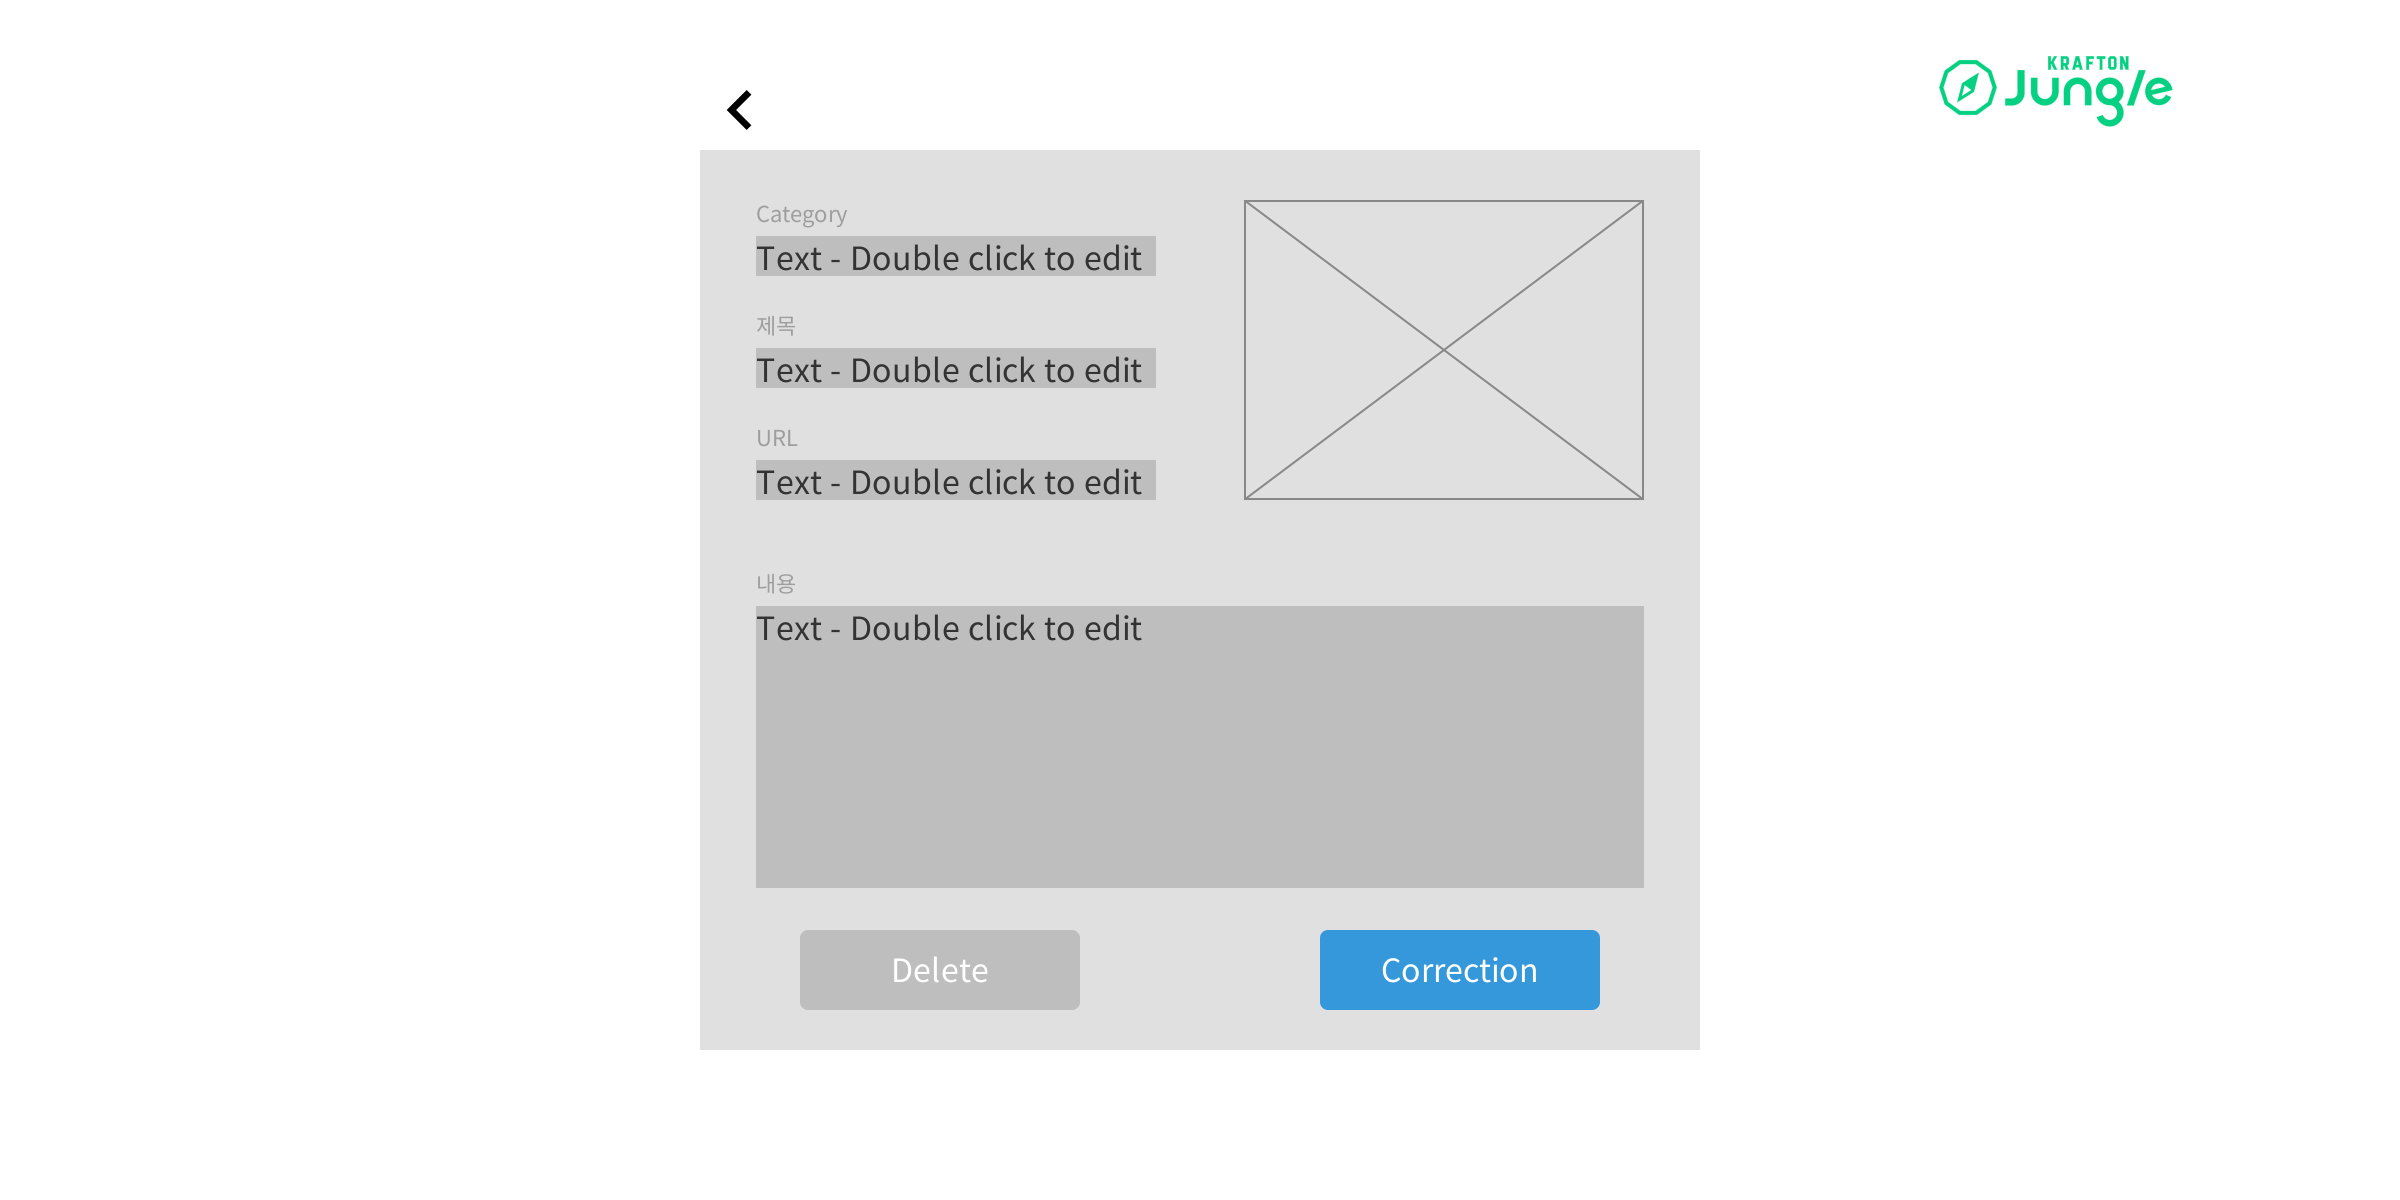 KRAFTON
Jungle
Category
Text - Double click to edit
제목
Text - Double click to edit
URL
Text - Double click to edit
내용
Text - Double click to edit
Delete
Correction